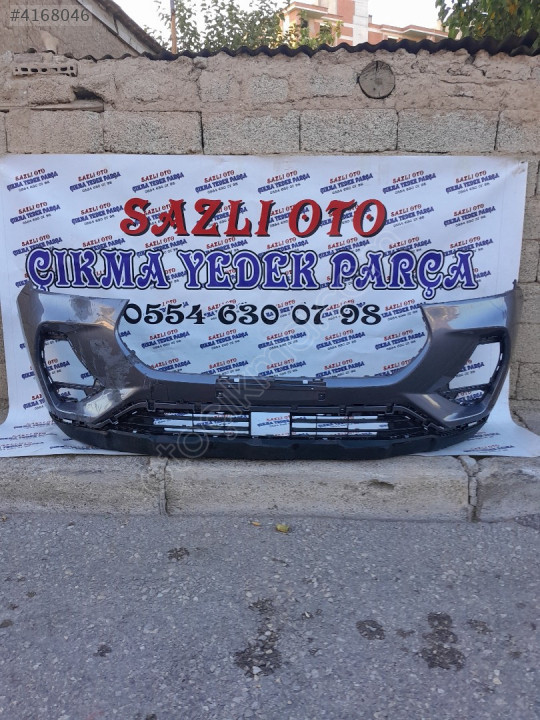 #4168046
SAZLI OTO
ÇIKMA YEDEK PARÇA
0554 630 07 98